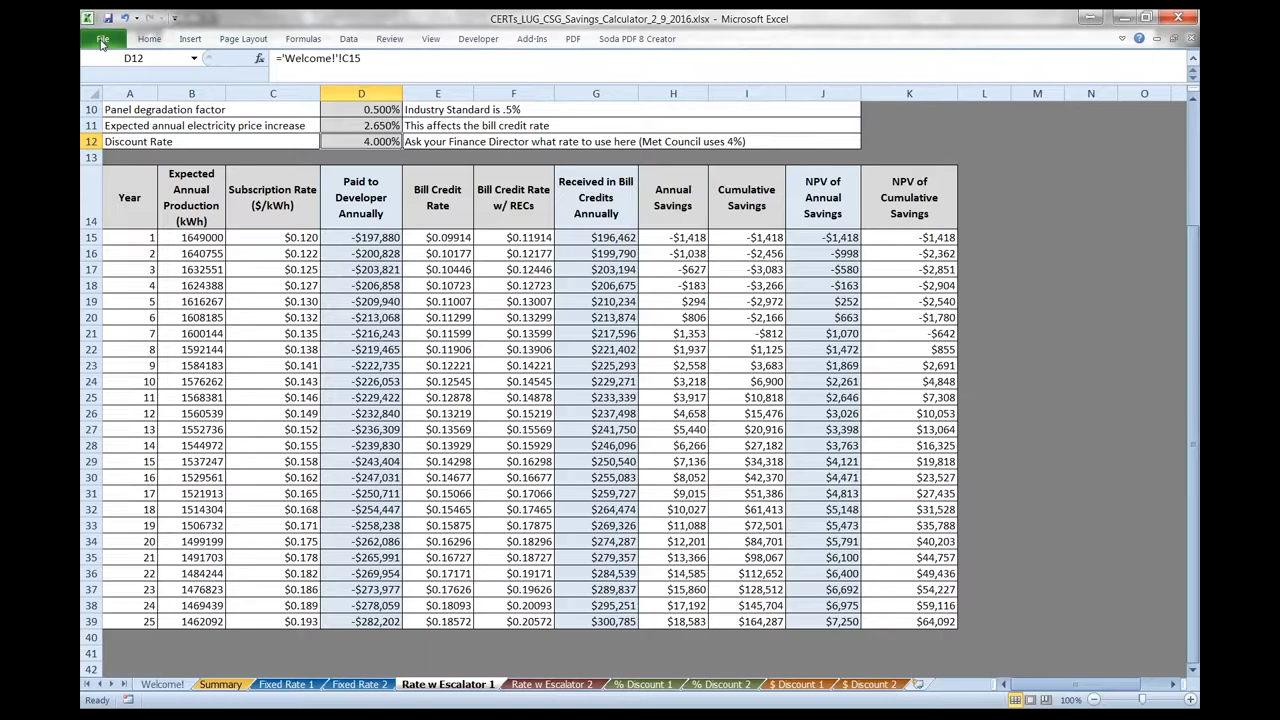 CERTs_LUG_CSG_Savings_Calculator_2_9_2016.xlsx - Microsoft Excel
File Home Insert Page Layout Formulas Data Review View Developer Add-Ins PDF Soda PDF 8 Creator
D12 fx ='Welcome!'!C15
A B C D E F G H I J K L M N O
10 Panel degradation factor 0.500% Industry Standard is .5%
11 Expected annual electricity price increase 2.650% This affects the bill credit rate
12 Discount Rate 4.000% Ask your Finance Director what rate to use here (Met Council uses 4%)
13
14 Year Expected Annual Production (kWh) Subscription Rate ($/kWh) Paid to Developer Annually Bill Credit Rate Bill Credit Rate w/ RECs Received in Bill Credits Annually Annual Savings Cumulative Savings NPV of Annual Savings NPV of Cumulative Savings
15 1 1649000 $0.120 -$197,880 $0.09914 $0.11914 $196,462 -$1,418 -$1,418 -$1,418 -$1,418
16 2 1640755 $0.122 -$200,828 $0.10177 $0.12177 $199,790 -$1,038 -$2,456 -$998 -$2,362
17 3 1632551 $0.125 -$203,821 $0.10446 $0.12446 $203,194 -$627 -$3,083 -$580 -$2,851
18 4 1624388 $0.127 -$206,858 $0.10723 $0.12723 $206,675 -$183 -$3,266 -$163 -$2,904
19 5 1616267 $0.130 -$209,940 $0.11007 $0.13007 $210,234 $294 -$2,972 $252 -$2,540
20 6 1608185 $0.132 -$213,068 $0.11299 $0.13299 $213,874 $806 -$2,166 $663 -$1,780
21 7 1600144 $0.135 -$216,243 $0.11599 $0.13599 $217,596 $1,353 -$812 $1,070 -$642
22 8 1592144 $0.138 -$219,465 $0.11906 $0.13906 $221,402 $1,937 $1,125 $1,472 $855
23 9 1584183 $0.141 -$222,735 $0.12221 $0.14221 $225,293 $2,558 $3,683 $1,869 $2,691
24 10 1576262 $0.143 -$226,053 $0.12545 $0.14545 $229,271 $3,218 $6,900 $2,261 $4,848
25 11 1568381 $0.146 -$229,422 $0.12878 $0.14878 $233,339 $3,917 $10,818 $2,646 $7,308
26 12 1560539 $0.149 -$232,840 $0.13219 $0.15219 $237,498 $4,658 $15,476 $3,026 $10,053
27 13 1552736 $0.152 -$236,309 $0.13569 $0.15569 $241,750 $5,440 $20,916 $3,398 $13,064
28 14 1544972 $0.155 -$239,830 $0.13929 $0.15929 $246,096 $6,266 $27,182 $3,763 $16,325
29 15 1537247 $0.158 -$243,404 $0.14298 $0.16298 $250,540 $7,136 $34,318 $4,121 $19,818
30 16 1529561 $0.162 -$247,031 $0.14677 $0.16677 $255,083 $8,052 $42,370 $4,471 $23,527
31 17 1521913 $0.165 -$250,711 $0.15066 $0.17066 $259,727 $9,015 $51,386 $4,813 $27,435
32 18 1514304 $0.168 -$254,447 $0.15465 $0.17465 $264,474 $10,027 $61,413 $5,148 $31,528
33 19 1506732 $0.171 -$258,238 $0.15875 $0.17875 $269,326 $11,088 $72,501 $5,473 $35,788
34 20 1499199 $0.175 -$262,086 $0.16296 $0.18296 $274,287 $12,201 $84,701 $5,791 $40,203
35 21 1491703 $0.178 -$265,991 $0.16727 $0.18727 $279,357 $13,366 $98,067 $6,100 $44,757
36 22 1484244 $0.182 -$269,954 $0.17171 $0.19171 $284,539 $14,585 $112,652 $6,400 $49,436
37 23 1476823 $0.186 -$273,977 $0.17626 $0.19626 $289,837 $15,860 $128,512 $6,692 $54,227
38 24 1469439 $0.189 -$278,059 $0.18093 $0.20093 $295,251 $17,192 $145,704 $6,975 $59,116
39 25 1462092 $0.193 -$282,202 $0.18572 $0.20572 $300,785 $18,583 $164,287 $7,250 $64,092
40
41
42
Welcome! Summary Fixed Rate 1 Fixed Rate 2 Rate w Escalator 1 Rate w Escalator 2 % Discount 1 % Discount 2 $ Discount 1 $ Discount 2
Ready 100%